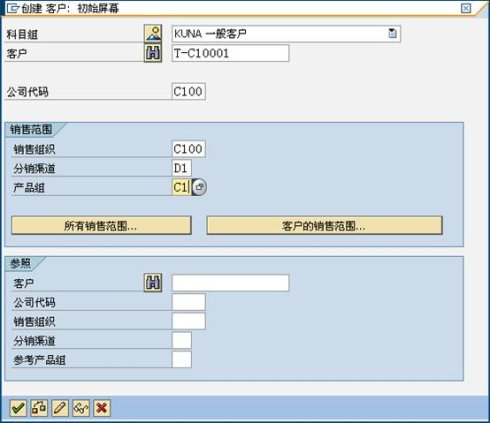 创建 客户: 初始屏幕
科目组 KUNA 一般客户
客户 T-C10001
公司代码 C100
销售范围
销售组织 C100
分销渠道 D1
产品组 C1
所有销售范围... 客户的销售范围...
参照
客户
公司代码
销售组织
分销渠道
参考产品组